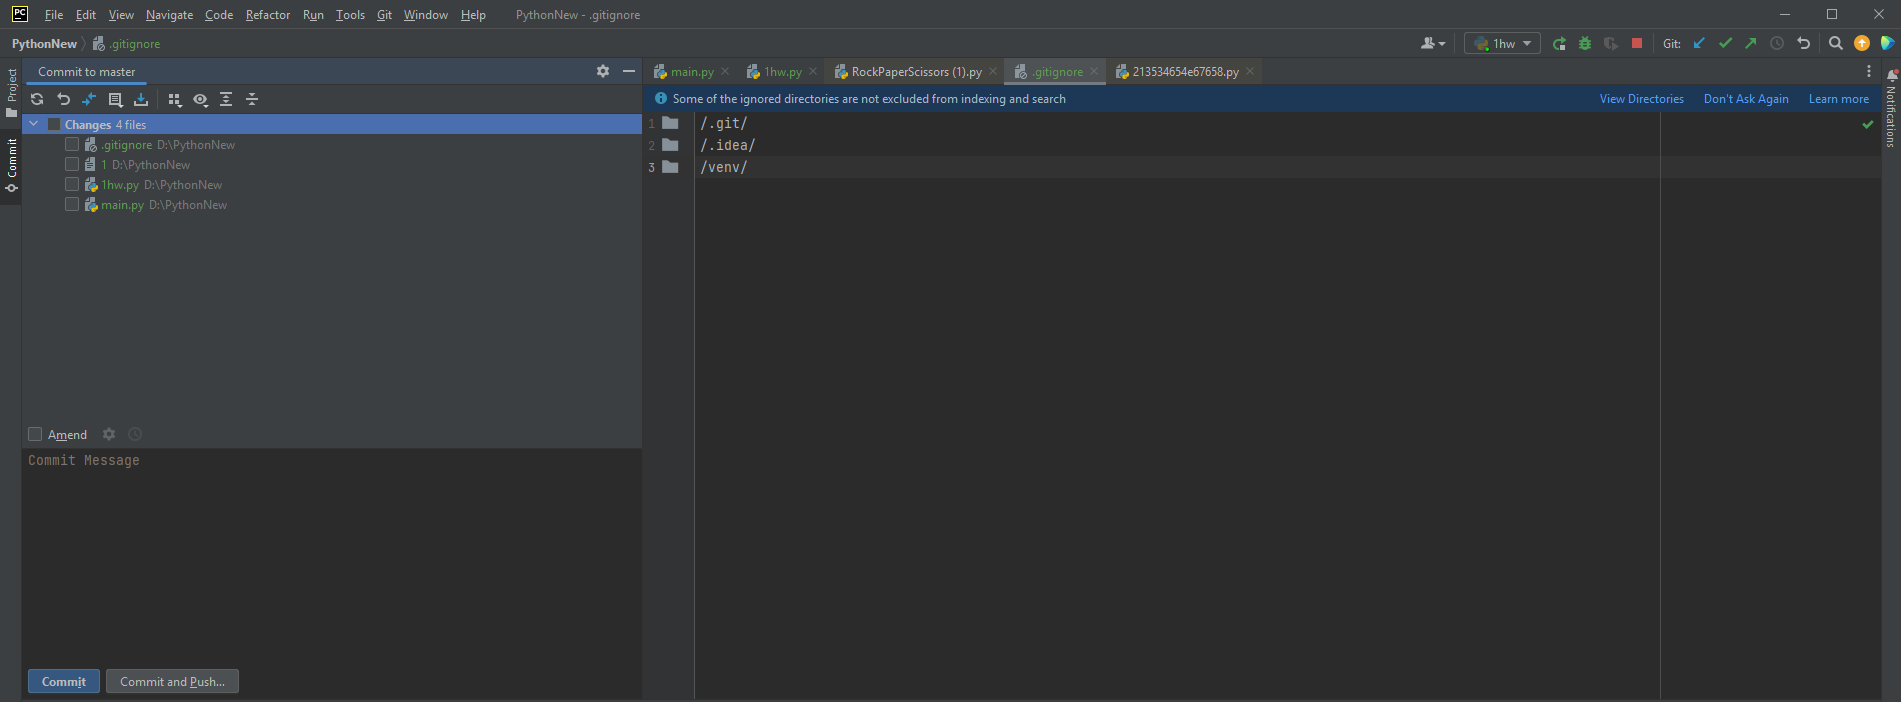 PC File Edit View Navigate Code Refactor Run Tools Git Window Help PythonNew - .gitignore
PythonNew .gitignore 1hw Git:
Project
Commit
Commit to master
Changes 4 files
.gitignore D:\PythonNew
1 D:\PythonNew
1hw.py D:\PythonNew
main.py D:\PythonNew
Amend
Commit Message
Commit Commit and Push...
main.py 1hw.py RockPaperScissors (1).py .gitignore 213534654e67658.py
Some of the ignored directories are not excluded from indexing and search View Directories Don't Ask Again Learn more
1 /.git/
2 /.idea/
3 /venv/
Notifications